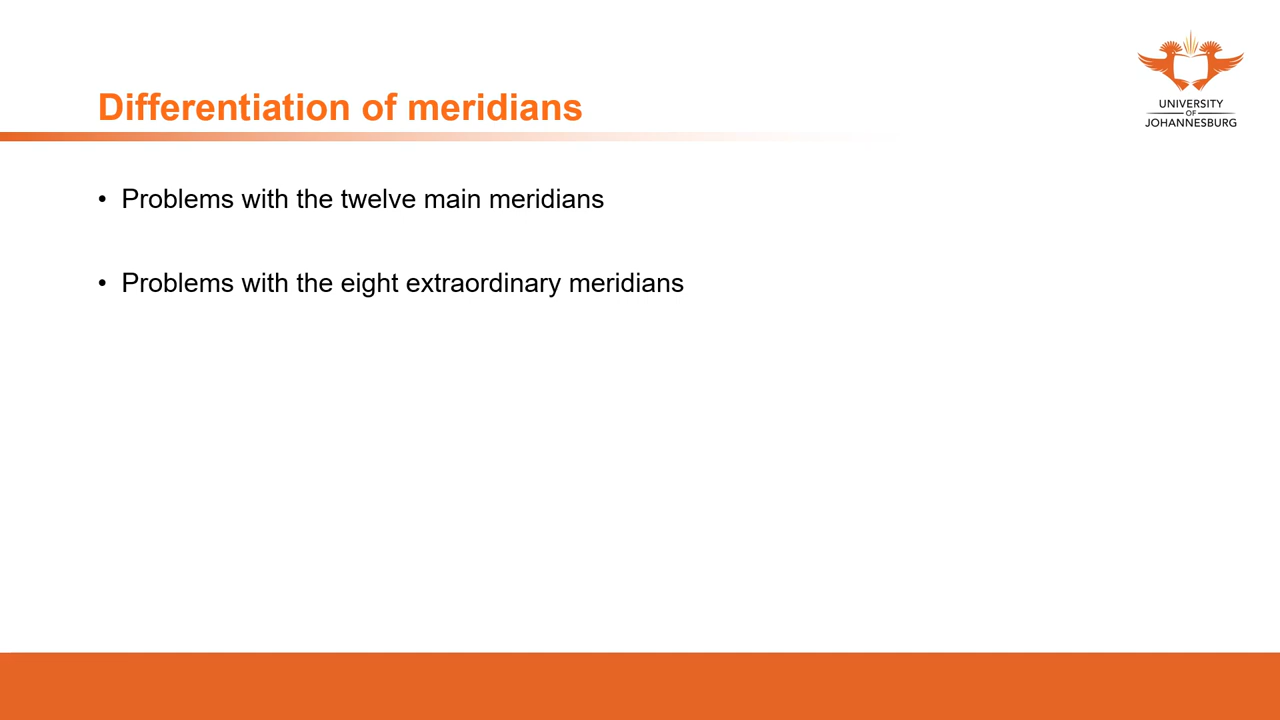 Differentiation of meridians
UNIVERSITY
OF
JOHANNESBURG
• Problems with the twelve main meridians
• Problems with the eight extraordinary meridians